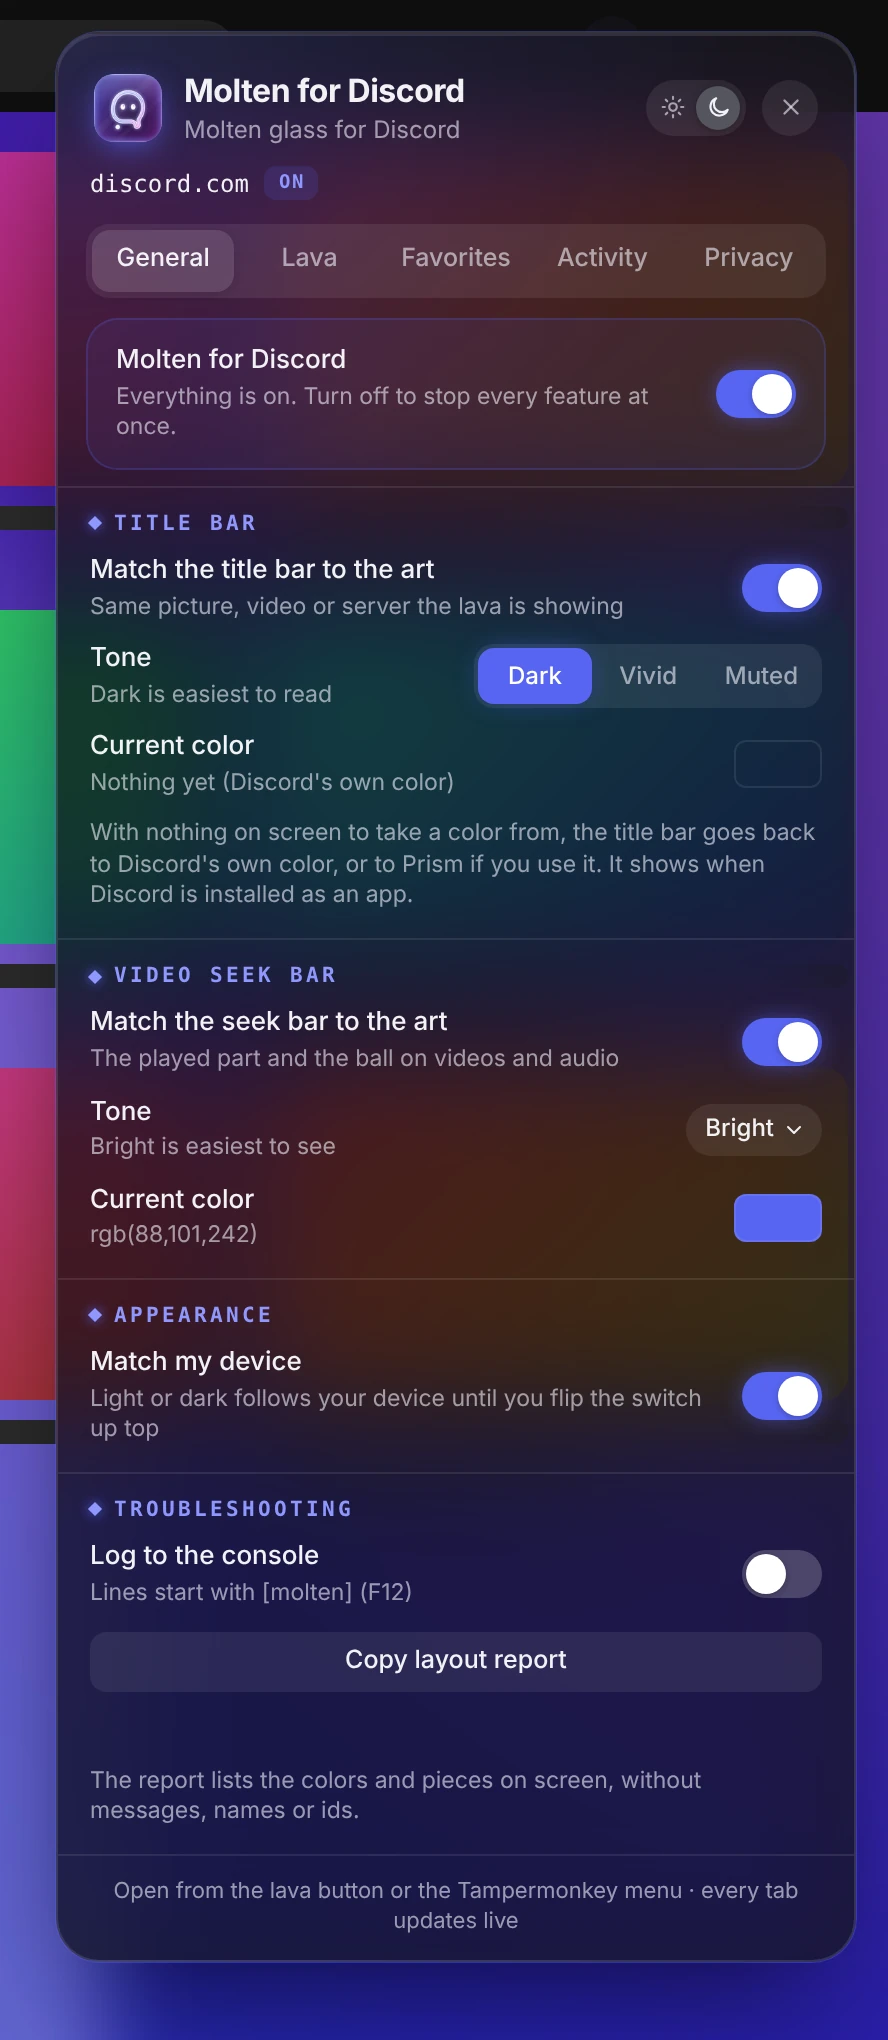 Molten for Discord
Molten glass for Discord
discord.com ON
General Lava Favorites Activity Privacy
Molten for Discord
Everything is on. Turn off to stop every feature at
once.
TITLE BAR
Match the title bar to the art
Same picture, video or server the lava is showing
Tone
Dark is easiest to read
Dark Vivid Muted
Current color
Nothing yet (Discord's own color)
With nothing on screen to take a color from, the title bar goes back
to Discord's own color, or to Prism if you use it. It shows when
Discord is installed as an app.
VIDEO SEEK BAR
Match the seek bar to the art
The played part and the ball on videos and audio
Tone
Bright is easiest to see
Bright
Current color
rgb(88,101,242)
APPEARANCE
Match my device
Light or dark follows your device until you flip the switch
up top
TROUBLESHOOTING
Log to the console
Lines start with [molten] (F12)
Copy layout report
The report lists the colors and pieces on screen, without
messages, names or ids.
Open from the lava button or the Tampermonkey menu · every tab
updates live